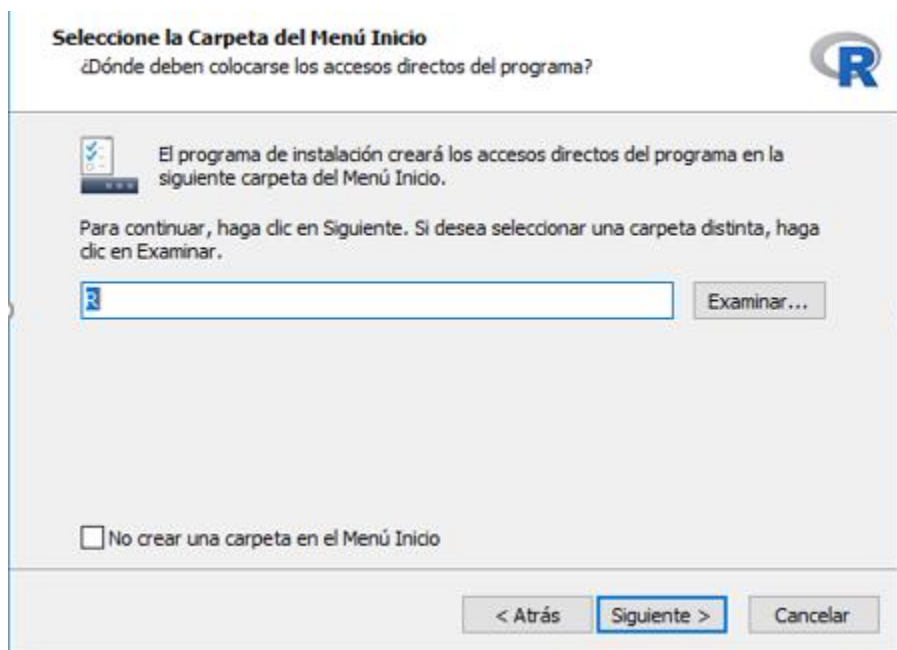 Seleccione la Carpeta del Menú Inicio
¿Dónde deben colocarse los accesos directos del programa?
R
El programa de instalación creará los accesos directos del programa en la
siguiente carpeta del Menú Inicio.
Para continuar, haga clic en Siguiente. Si desea seleccionar una carpeta distinta, haga
clic en Examinar.
R
Examinar...
No crear una carpeta en el Menú Inicio
< Atrás
Siguiente >
Cancelar